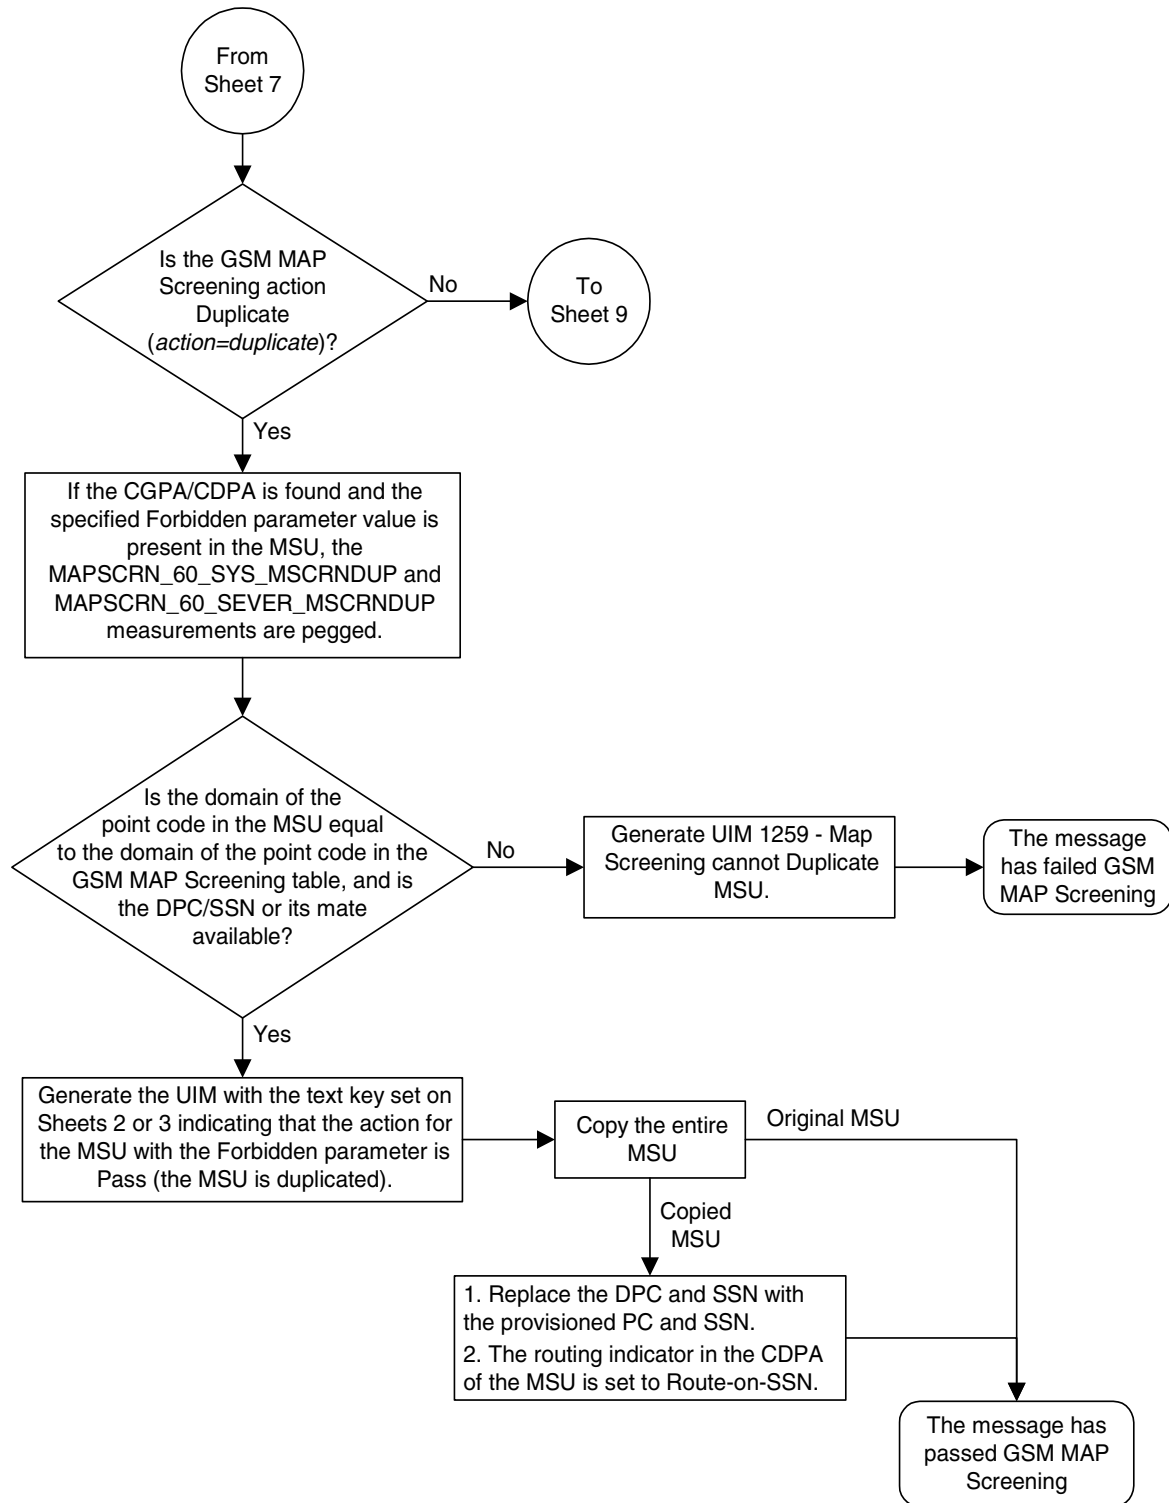 From
Sheet 7
Is the GSM MAP
Screening action
Duplicate
(action=duplicate)?
No
To
Sheet 9
Yes
If the CGPA/CDPA is found and the
specified Forbidden parameter value is
present in the MSU, the
MAPSCRN_60_SYS_MSCRNDUP and
MAPSCRN_60_SEVER_MSCRNDUP
measurements are pegged.
Is the domain of the
point code in the MSU equal
to the domain of the point code in the
GSM MAP Screening table, and is
the DPC/SSN or its mate
available?
No
Generate UIM 1259 - Map
Screening cannot Duplicate
MSU.
The message
has failed GSM
MAP Screening
Yes
Generate the UIM with the text key set on
Sheets 2 or 3 indicating that the action for
the MSU with the Forbidden parameter is
Pass (the MSU is duplicated).
Copy the entire
MSU
Original MSU
Copied
MSU
1. Replace the DPC and SSN with
the provisioned PC and SSN.
2. The routing indicator in the CDPA
of the MSU is set to Route-on-SSN.
The message has
passed GSM MAP
Screening